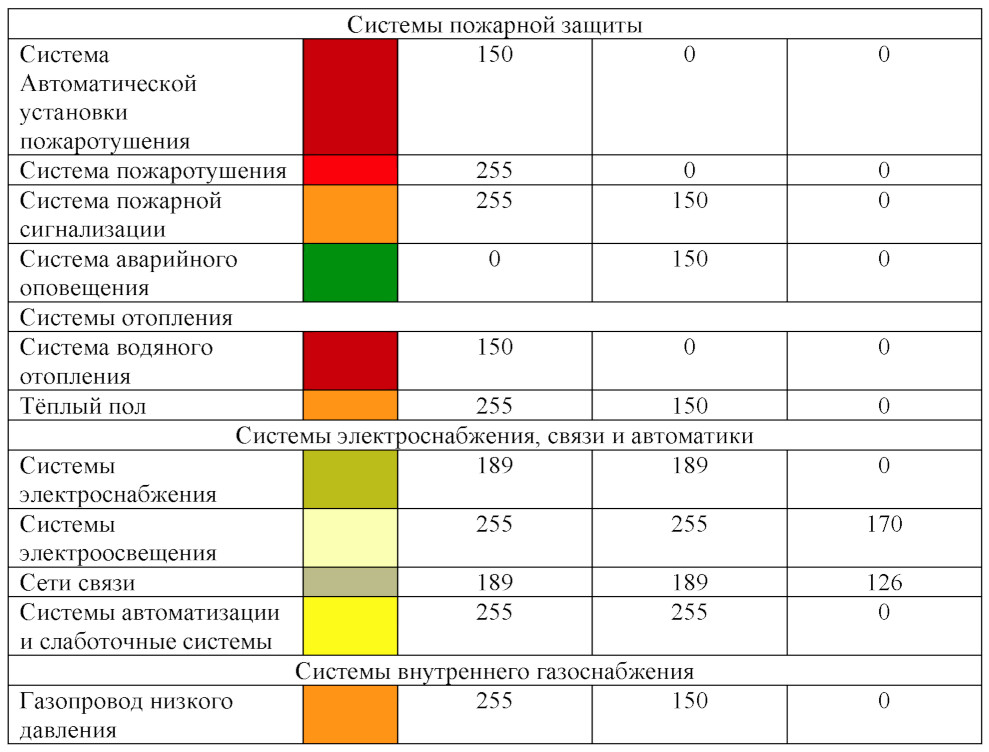 Системы пожарной защиты
Система 150 0 0
Автоматической
установки
пожаротушения
Система пожаротушения 255 0 0
Система пожарной 255 150 0
сигнализации
Система аварийного 0 150 0
оповещения
Системы отопления
Система водяного 150 0 0
отопления
Тёплый пол 255 150 0
Системы электроснабжения, связи и автоматики
Системы 189 189 0
электроснабжения
Системы 255 255 170
электроосвещения
Сети связи 189 189 126
Системы автоматизации 255 255 0
и слаботочные системы
Системы внутреннего газоснабжения
Газопровод низкого 255 150 0
давления